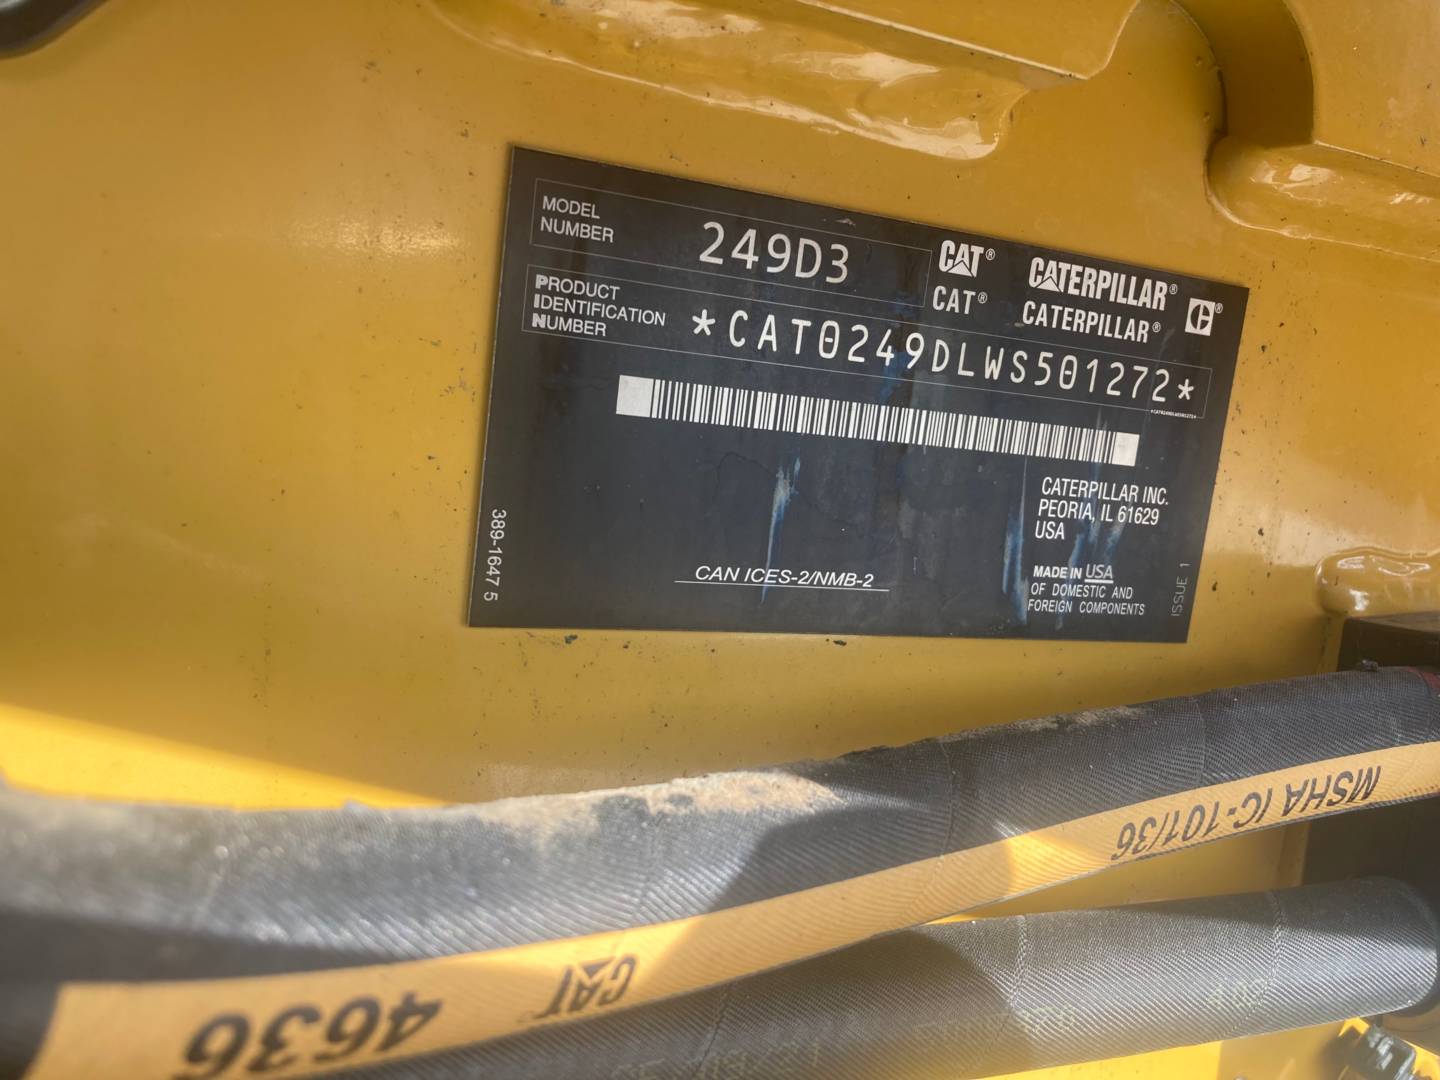 MODEL
NUMBER
249D3
CAT®
CATERPILLAR®
CAT®
CATERPILLAR®
C®
PRODUCT
IDENTIFICATION
NUMBER
*CAT0249DLWS501272*
*CAT0249DLWS501272*
CATERPILLAR INC.
PEORIA, IL 61629
USA
CAN ICES-2/NMB-2
MADE IN USA
OF DOMESTIC AND
FOREIGN COMPONENTS
389-1647 5
ISSUE 1
MSHA IC-101/36
CAT
4636